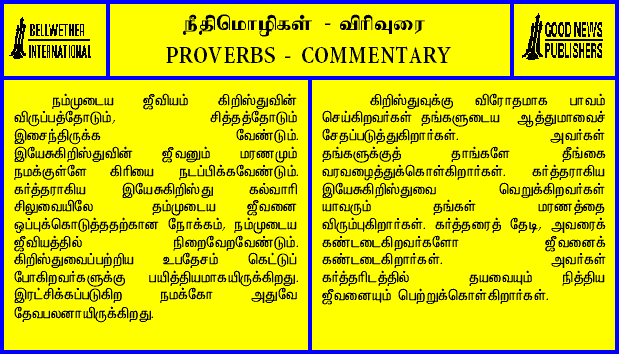 BELLWETHER
INTERNATIONAL
நீதிமொழிகள் - விரிவுரை
PROVERBS - COMMENTARY
GOOD NEWS
PUBLISHERS
நம்முடைய ஜீவியம் கிறிஸ்துவின்
விருப்பத்தோடும், சித்தத்தோடும்
இசைந்திருக்க வேண்டும்.
இயேசுகிறிஸ்துவின் ஜீவனும் மரணமும்
நமக்குள்ளே கிரியை நடப்பிக்கவேண்டும்.
கர்த்தராகிய இயேசுகிறிஸ்து கல்வாரி
சிலுவையிலே தம்முடைய ஜீவனை
ஒப்புக்கொடுத்ததற்கான நோக்கம், நம்முடைய
ஜீவியத்தில் நிறைவேறவேண்டும்.
கிறிஸ்துவைப்பற்றிய உபதேசம் கெட்டுப்
போகிறவர்களுக்கு பயித்தியமாகயிருக்கிறது.
இரட்சிக்கப்படுகிற நமக்கோ அதுவே
தேவபலனாயிருக்கிறது.
கிறிஸ்துவுக்கு விரோதமாக பாவம்
செய்கிறவர்கள் தங்களுடைய ஆத்துமாவைச்
சேதப்படுத்துகிறார்கள். அவர்கள்
தங்களுக்குத் தாங்களே தீங்கை
வரவழைத்துக்கொள்கிறார்கள். கர்த்தராகிய
இயேசுகிறிஸ்துவை வெறுக்கிறவர்கள்
யாவரும் தங்கள் மரணத்தை
விரும்புகிறார்கள். கர்த்தரைத் தேடி, அவரைக்
கண்டடைகிறவர்களோ ஜீவனைக்
கண்டடைகிறார்கள். அவர்கள்
கர்த்தரிடத்தில் தயவையும் நித்திய
ஜீவனையும் பெற்றுக்கொள்கிறார்கள்.